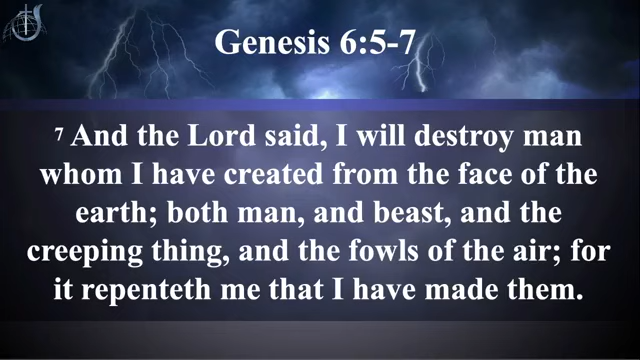 Genesis 6:5-7
7 And the Lord said, I will destroy man
whom I have created from the face of the
earth; both man, and beast, and the
creeping thing, and the fowls of the air; for
it repenteth me that I have made them.